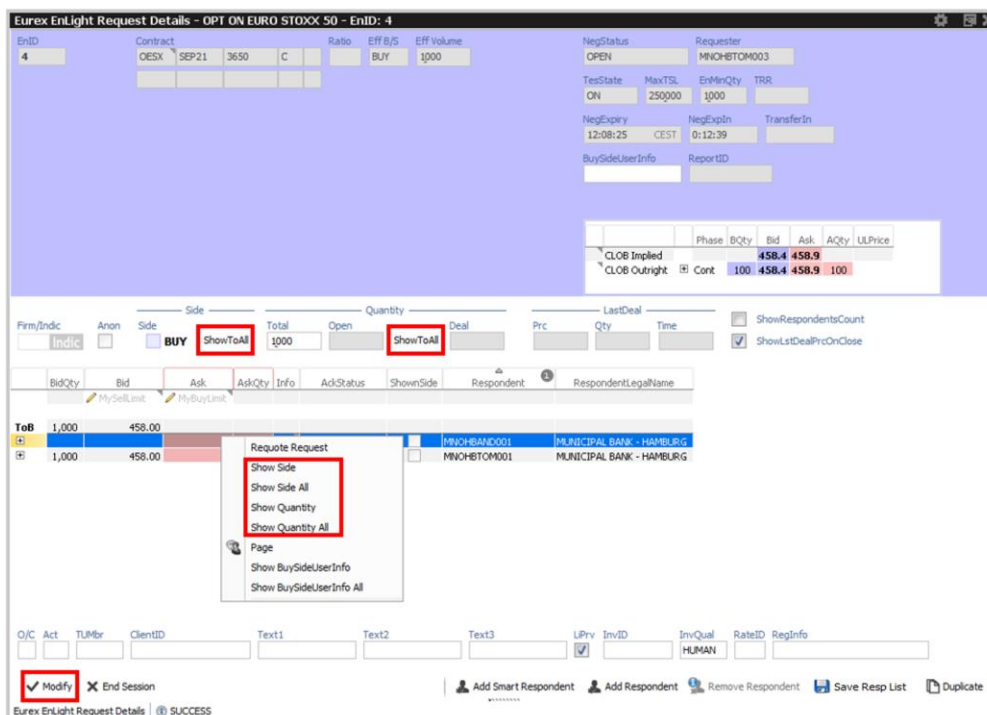 Eurex EnLight Request Details - OPT ON EURO STOXX 50 - EnID: 4
EnID Contract Ratio Eff B/S Eff Volume NegStatus Requester
4 OESX SEP21 3650 C BUY 1000 OPEN MNOHBTOM003
TesState MaxTSL EnMinQty TRR
ON 250000 1000
NegExpiry NegExpIn TransferIn
12:08:25 CEST 0:12:39
BuySideUserInfo ReportID
Phase BQty Bid Ask AQty ULPrice
CLOB Implied 458.4 458.9
CLOB Outright Cont 100 458.4 458.9 100
Side Quantity LastDeal
Firm/Indic Anon Side Total Open Deal Prc Qty Time ShowRespondentsCount
Indic BUY ShowToAll 1000 ShowToAll ShowLstDealPrcOnClose
BidQty Bid Ask AskQty Info AckStatus ShownSide Respondent 1 RespondentLegalName
MySellLimit MyBuyLimit
ToB 1,000 458.00
MNOHBAND001 MUNICIPAL BANK - HAMBURG
1,000 458.00 MNOHBTOM001 MUNICIPAL BANK - HAMBURG
Requote Request
Show Side
Show Side All
Show Quantity
Show Quantity All
Page
Show BuySideUserInfo
Show BuySideUserInfo All
O/C Act TUMbr ClientID Text1 Text2 Text3 LiPrv InvID InvQual RateID RegInfo
HUMAN
Modify End Session Add Smart Respondent Add Respondent Remove Respondent Save Resp List Duplicate
Eurex EnLight Request Details SUCCESS